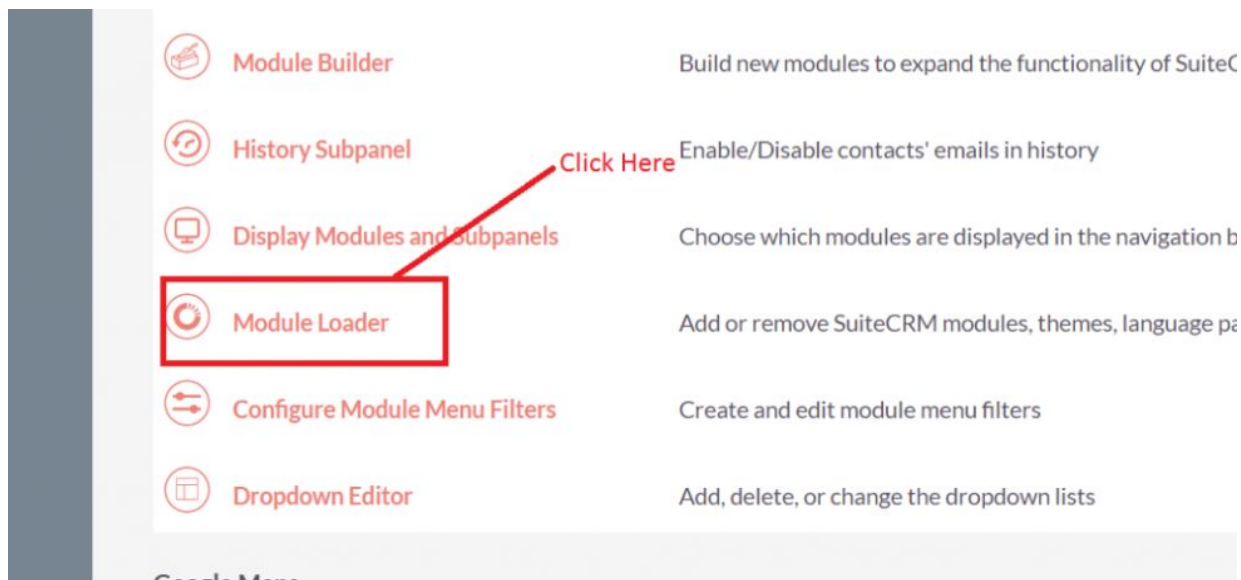 Module Builder
Build new modules to expand the functionality of
History Subpanel
Click Here
Enable/Disable contacts' emails in history
Display Modules and Subpanels
Choose which modules are displayed in the navigation
Module Loader
Add or remove SuiteCRM modules, themes, language
Configure Module Menu Filters
Create and edit module menu filters
Dropdown Editor
Add, delete, or change the dropdown lists